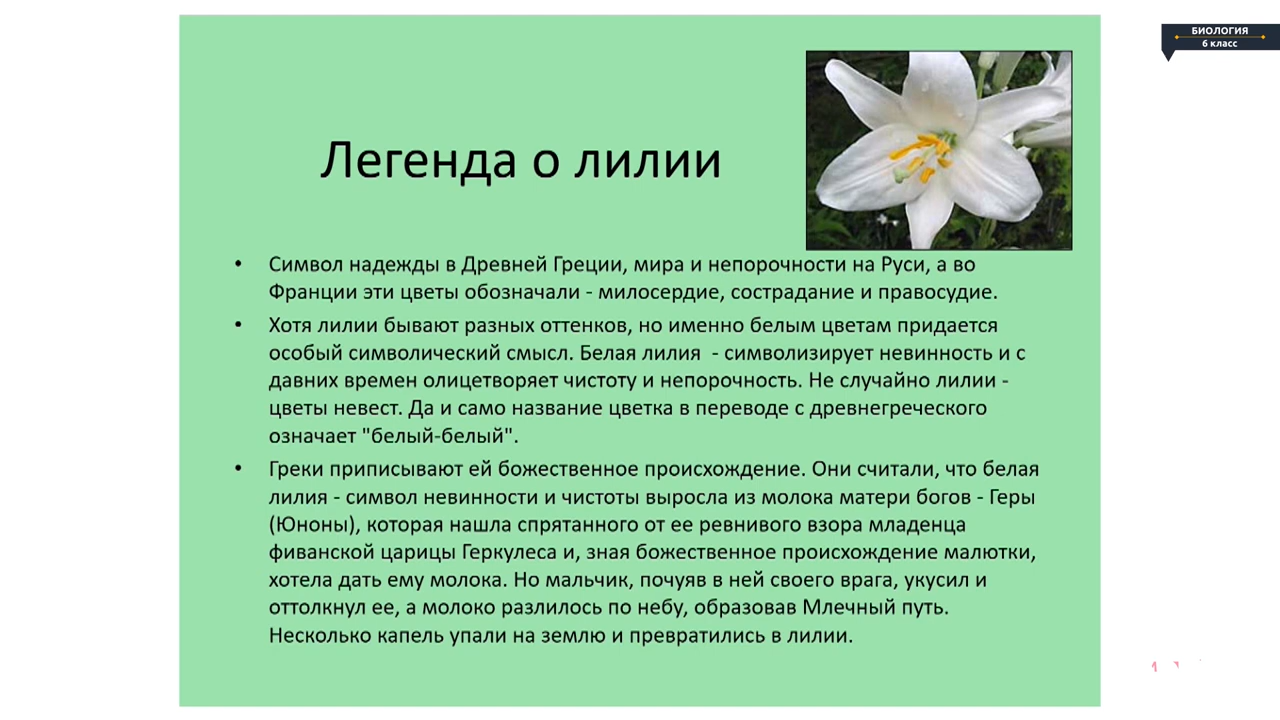 БИОЛОГИЯ
6 класс
Легенда о лилии
• Символ надежды в Древней Греции, мира и непорочности на Руси, а во
Франции эти цветы обозначали - милосердие, сострадание и правосудие.
• Хотя лилии бывают разных оттенков, но именно белым цветам придается
особый символический смысл. Белая лилия  - символизирует невинность и с
давних времен олицетворяет чистоту и непорочность. Не случайно лилии -
цветы невест. Да и само название цветка в переводе с древнегреческого
означает "белый-белый".
• Греки приписывают ей божественное происхождение. Они считали, что белая
лилия - символ невинности и чистоты выросла из молока матери богов - Геры
(Юноны), которая нашла спрятанного от ее ревнивого взора младенца
фиванской царицы Геркулеса и, зная божественное происхождение малютки,
хотела дать ему молока. Но мальчик, почуяв в ней своего врага, укусил и
оттолкнул ее, а молоко разлилось по небу, образовав Млечный путь.
Несколько капель упали на землю и превратились в лилии.